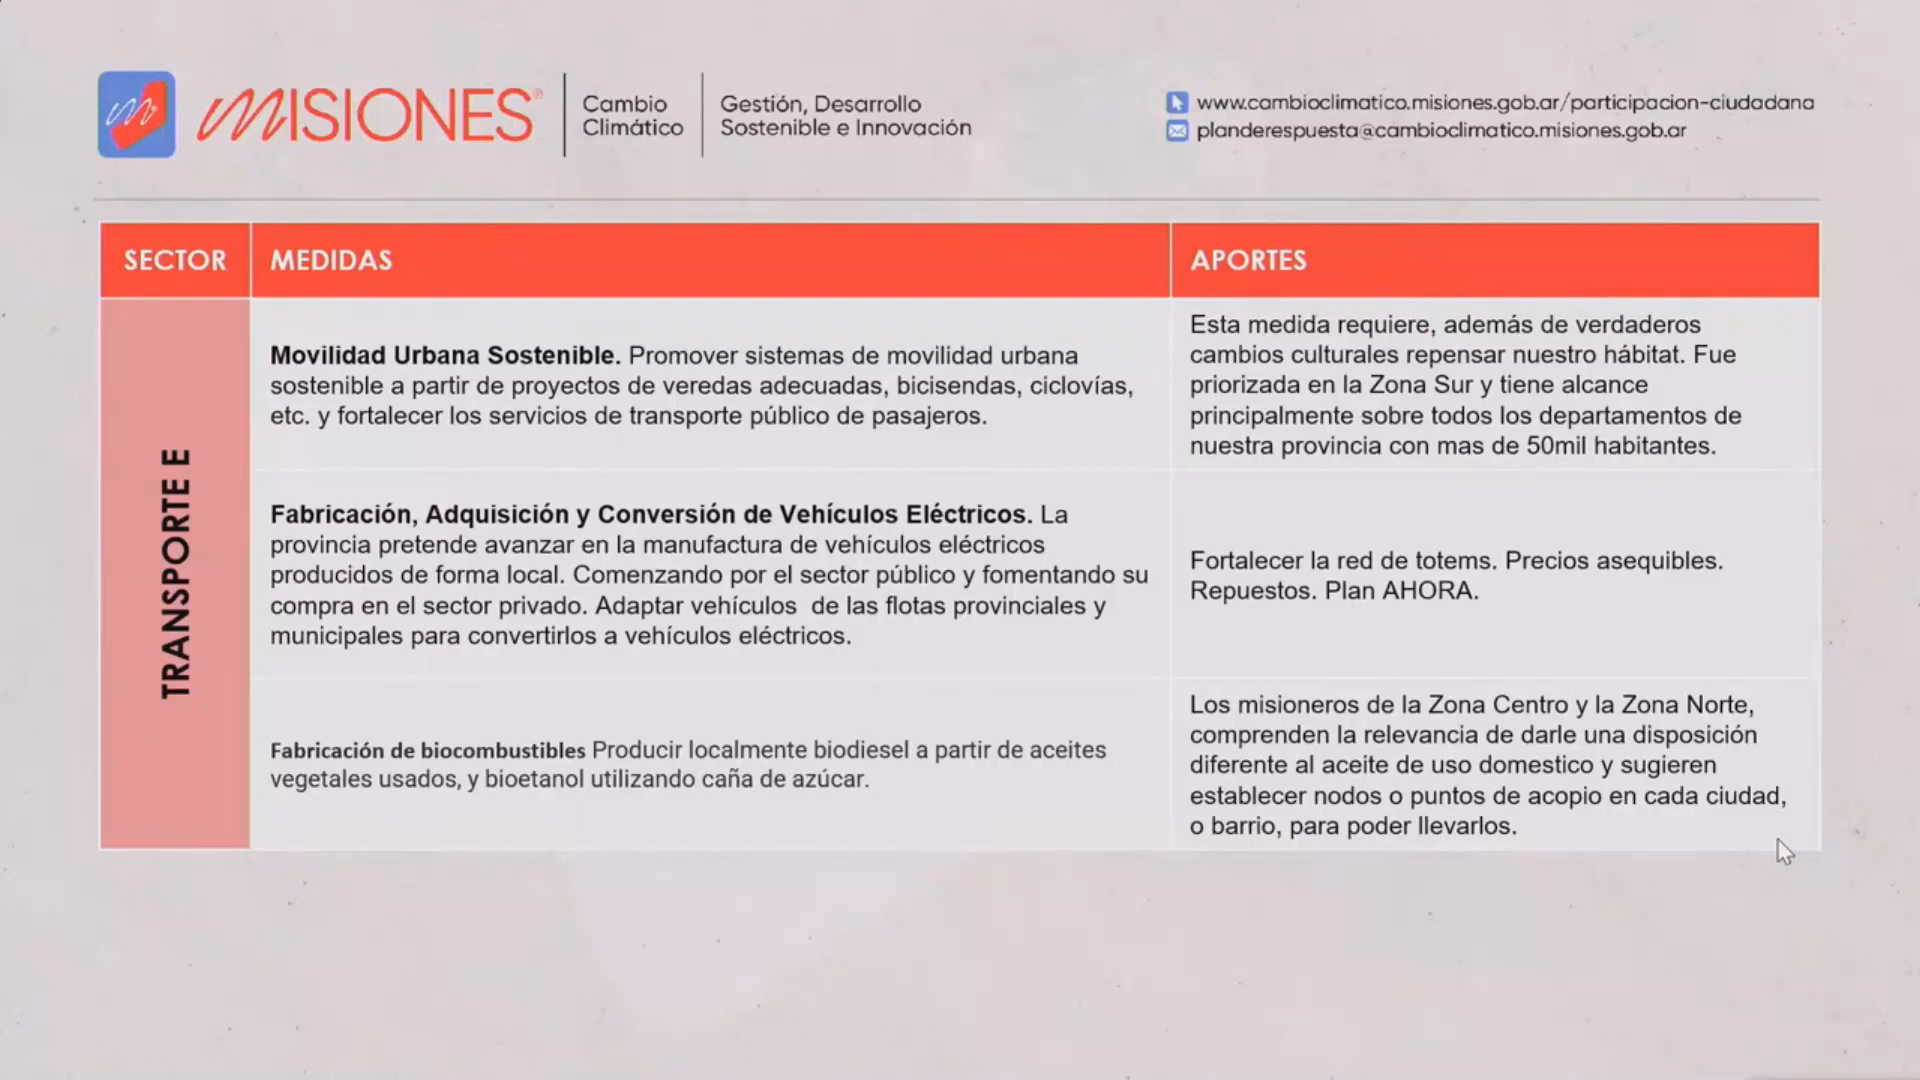 MISIONES
Cambio
Climático
Gestión, Desarrollo
Sostenible e Innovación
www.cambioclimatico.misiones.gob.ar/participacion-ciudadana
planderespuesta@cambioclimatico.misiones.gob.ar
SECTOR
MEDIDAS
APORTES
TRANSPORTE E
Movilidad Urbana Sostenible. Promover sistemas de movilidad urbana
sostenible a partir de proyectos de veredas adecuadas, bicisendas, ciclovías,
etc. y fortalecer los servicios de transporte público de pasajeros.
Esta medida requiere, además de verdaderos
cambios culturales repensar nuestro hábitat. Fue
priorizada en la Zona Sur y tiene alcance
principalmente sobre todos los departamentos de
nuestra provincia con mas de 50mil habitantes.
Fabricación, Adquisición y Conversión de Vehículos Eléctricos. La
provincia pretende avanzar en la manufactura de vehículos eléctricos
producidos de forma local. Comenzando por el sector público y fomentando su
compra en el sector privado. Adaptar vehículos  de las flotas provinciales y
municipales para convertirlos a vehículos eléctricos.
Fortalecer la red de totems. Precios asequibles.
Repuestos. Plan AHORA.
Fabricación de biocombustibles Producir localmente biodiesel a partir de aceites
vegetales usados, y bioetanol utilizando caña de azúcar.
Los misioneros de la Zona Centro y la Zona Norte,
comprenden la relevancia de darle una disposición
diferente al aceite de uso domestico y sugieren
establecer nodos o puntos de acopio en cada ciudad,
o barrio, para poder llevarlos.